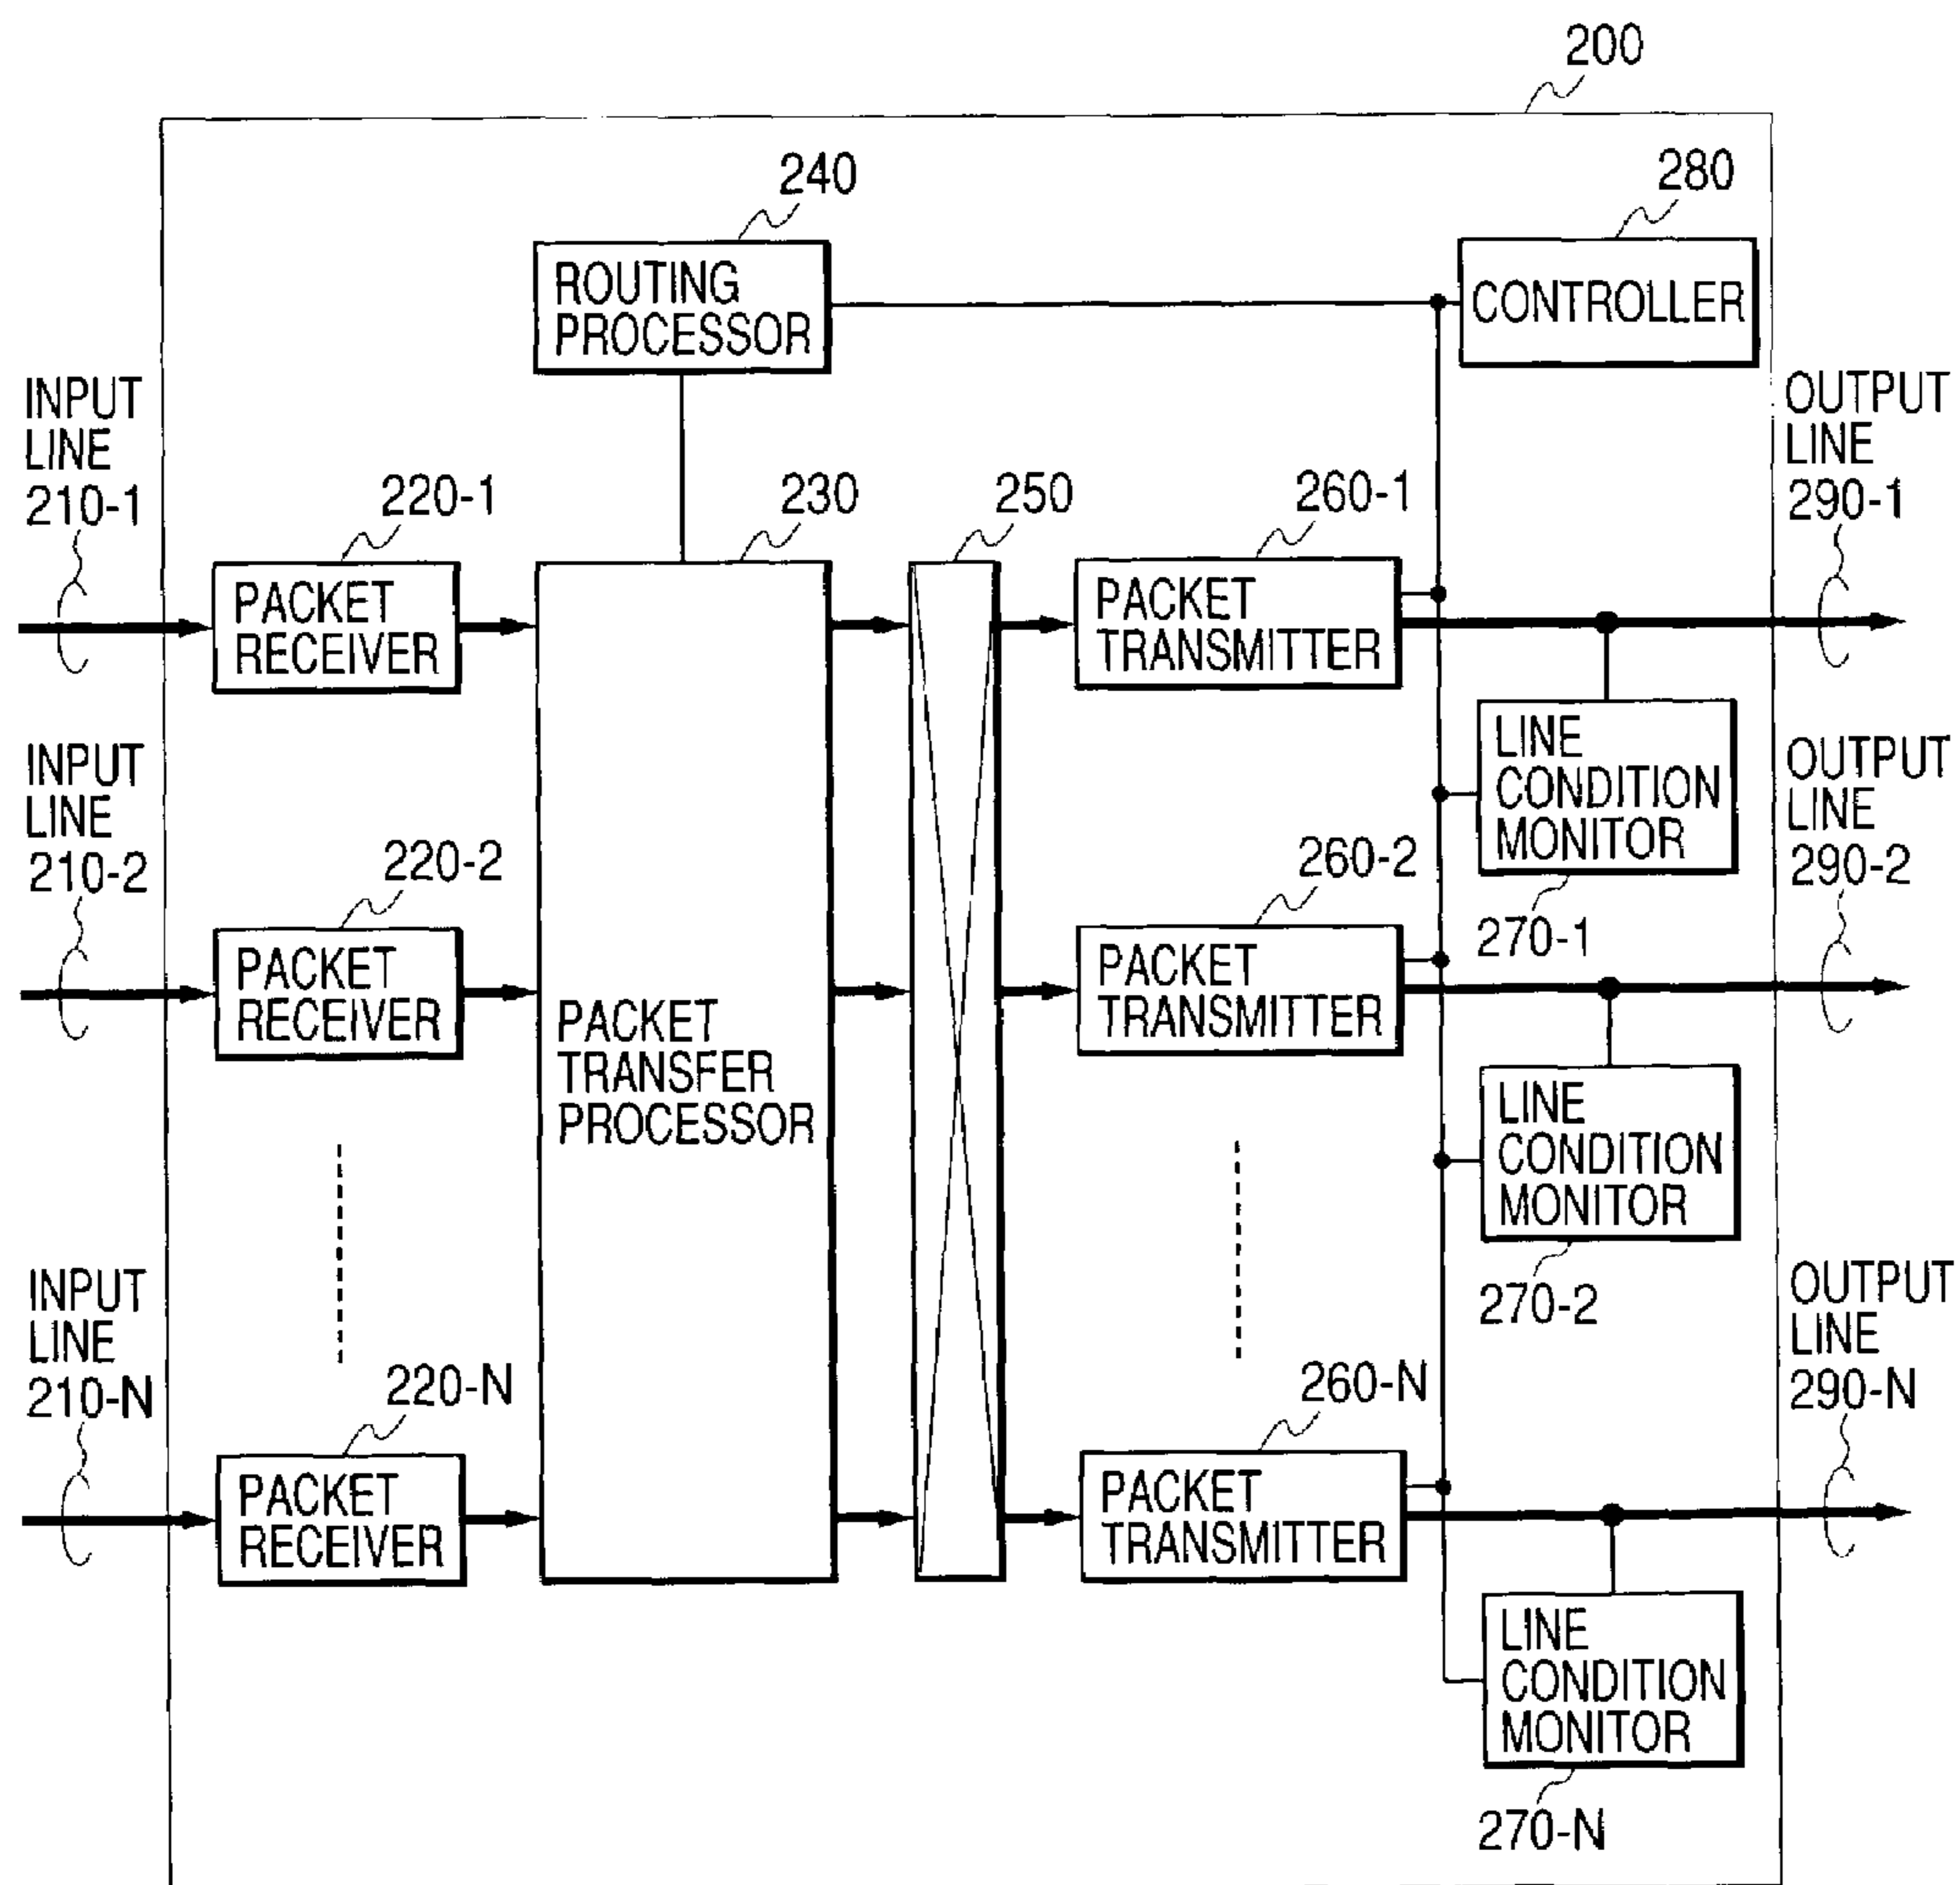 200
240
280
ROUTING
PROCESSOR
CONTROLLER
INPUT
LINE
210-1
OUTPUT
LINE
290-1
220-1
230
250
260-1
PACKET
RECEIVER
PACKET
TRANSMITTER
LINE
CONDITION
MONITOR
270-1
INPUT
LINE
210-2
OUTPUT
LINE
290-2
220-2
260-2
PACKET
RECEIVER
PACKET
TRANSFER
PROCESSOR
PACKET
TRANSMITTER
LINE
CONDITION
MONITOR
270-2
INPUT
LINE
210-N
OUTPUT
LINE
290-N
220-N
260-N
PACKET
RECEIVER
PACKET
TRANSMITTER
LINE
CONDITION
MONITOR
270-N